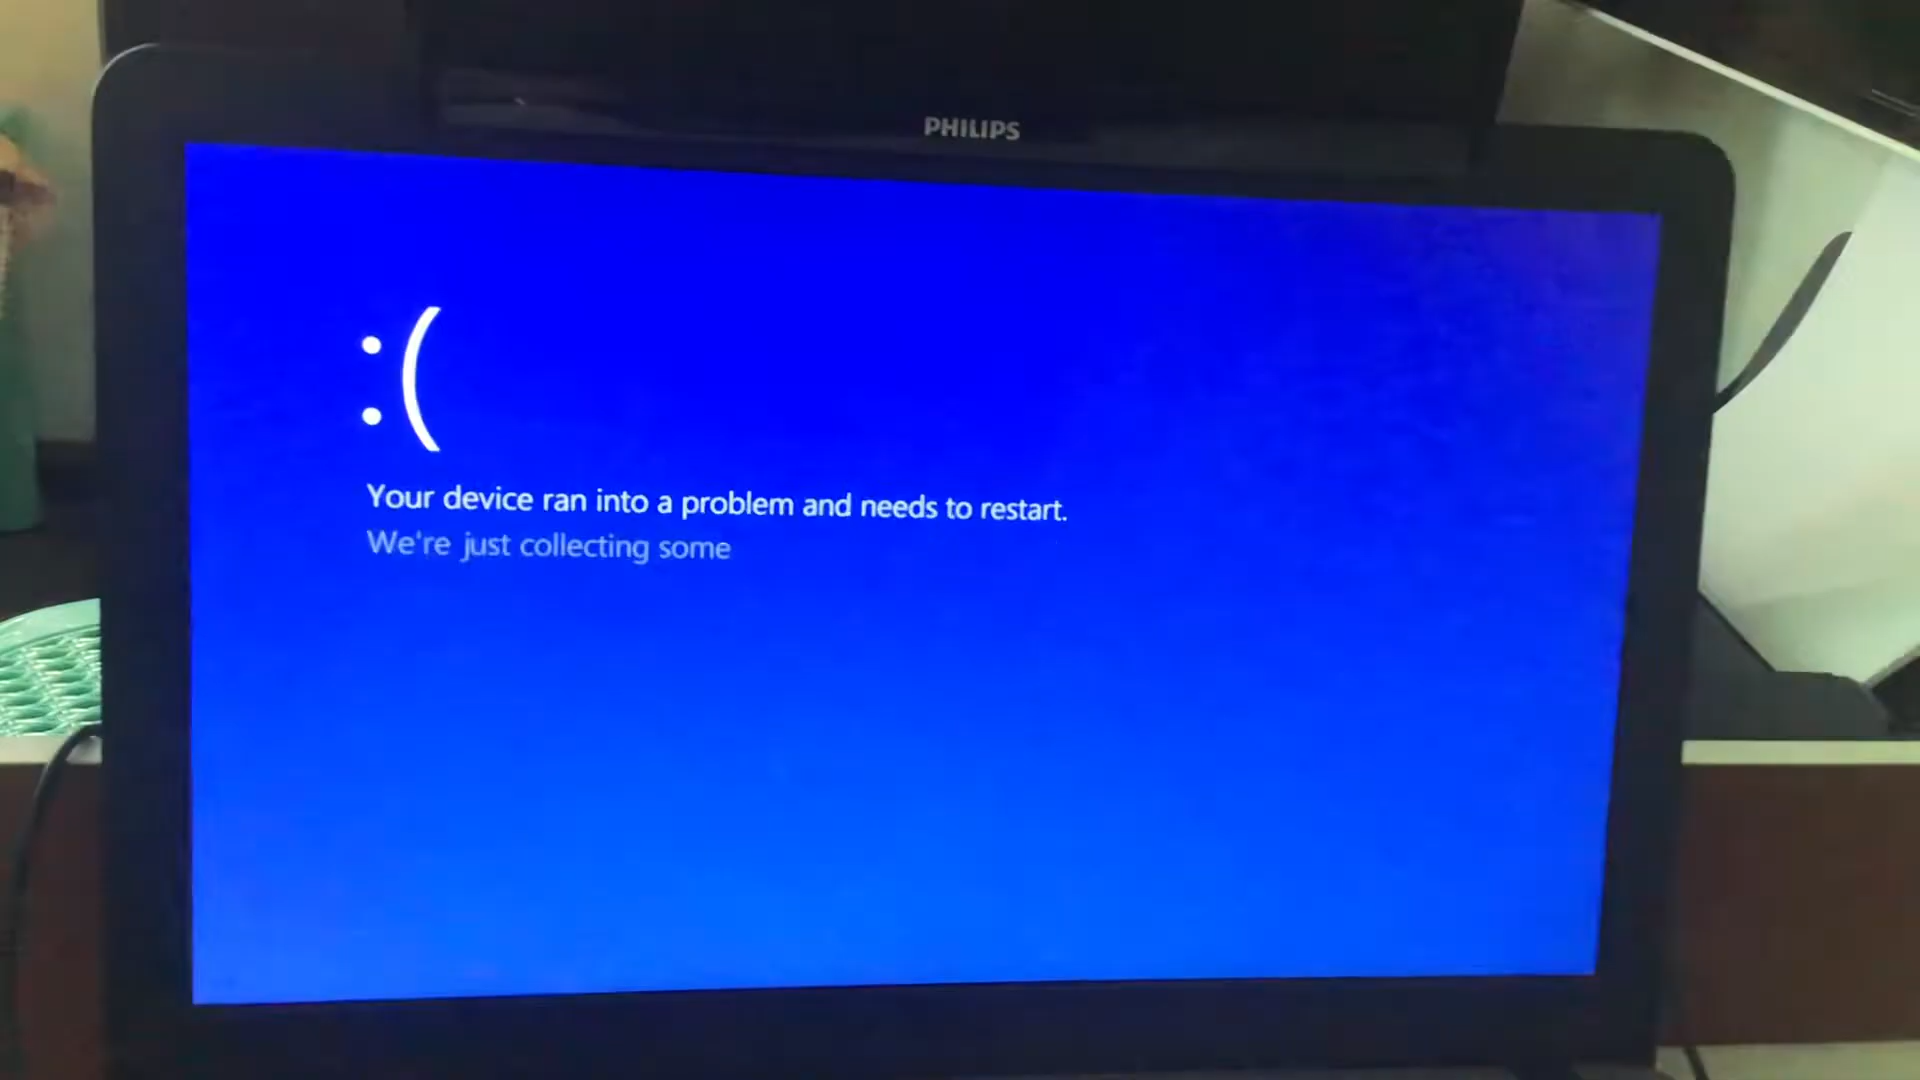 PHILIPS
:(
Your device ran into a problem and needs to restart.
We're just collecting some